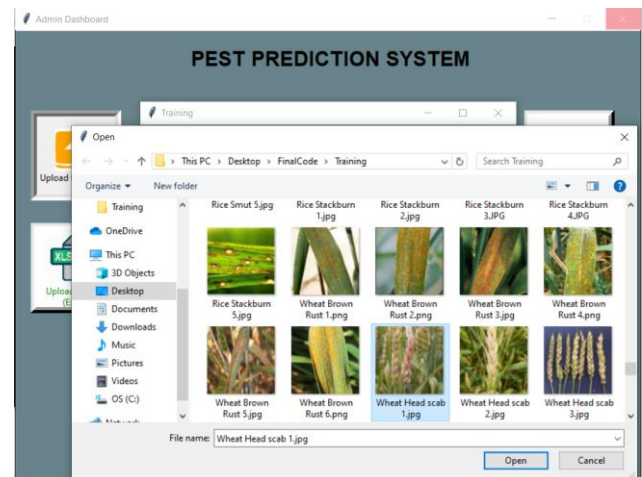 Admin Dashboard
PEST PREDICTION SYSTEM
Training
Upload
XLS
Open
This PC > Desktop > FinalCode > Training
Search Training
Organize
New folder
Training
OneDrive
This PC
3D Objects
Desktop
Documents
Downloads
Music
Pictures
Videos
OS (C:)
Rice Smut 5.jpg
Rice Stackburn
1.jpg
Rice Stackburn
2.jpg
Rice Stackburn
3.JPG
Rice Stackburn
4.JPG
Rice Stackburn
5.jpg
Wheat Brown
Rust 1.png
Wheat Brown
Rust 2.png
Wheat Brown
Rust 3.jpg
Wheat Brown
Rust 4.png
Wheat Brown
Rust 5.jpg
Wheat Brown
Rust 6.png
Wheat Head scab
1.jpg
Wheat Head scab
2.jpg
Wheat Head scab
3.jpg
File name: Wheat Head scab 1.jpg
Open
Cancel